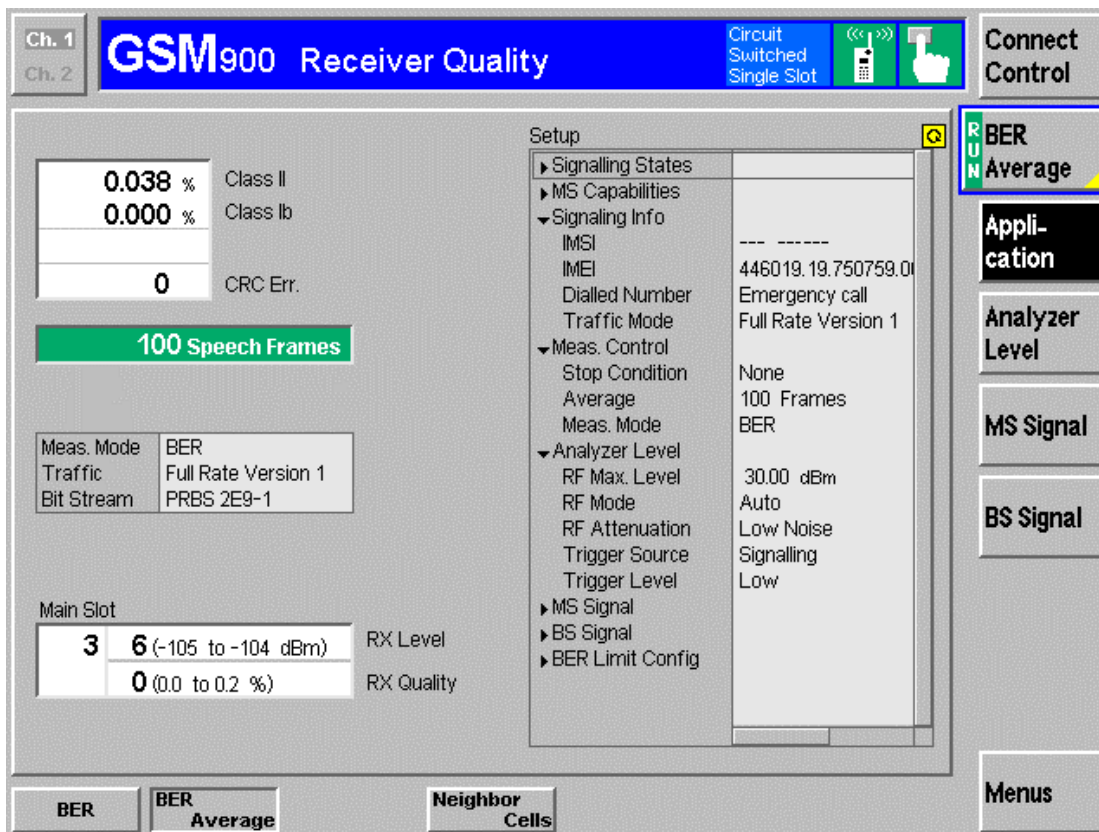 Ch. 1
Ch. 2
GSM900 Receiver Quality
Circuit
Switched
Single Slot
Connect
Control
RUN
BER
Average
Appli-
cation
Analyzer
Level
MS Signal
BS Signal
Menus
0.038 % Class II
0.000 % Class Ib
0 CRC Err.
100 Speech Frames
Meas. Mode BER
Traffic Full Rate Version 1
Bit Stream PRBS 2E9-1
Main Slot
3 6 (-105 to -104 dBm) RX Level
0 (0.0 to 0.2 %) RX Quality
Setup
Signalling States
MS Capabilities
Signaling Info
IMSI --- ------
IMEI 446019.19.750759.0
Dialled Number Emergency call
Traffic Mode Full Rate Version 1
Meas. Control
Stop Condition None
Average 100 Frames
Meas. Mode BER
Analyzer Level
RF Max. Level 30.00 dBm
RF Mode Auto
RF Attenuation Low Noise
Trigger Source Signalling
Trigger Level Low
MS Signal
BS Signal
BER Limit Config
BER
BER
Average
Neighbor
Cells